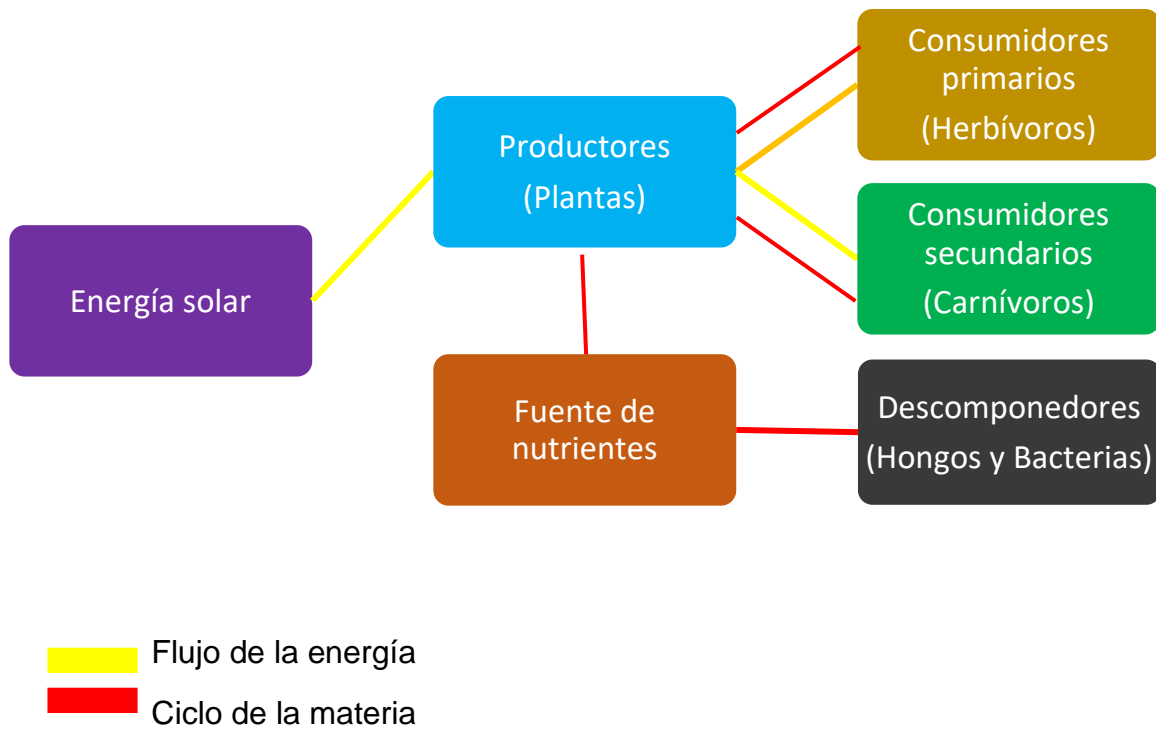 Energía solar
Productores
(Plantas)
Fuente de
nutrientes
Consumidores
primarios
(Herbívoros)
Consumidores
secundarios
(Carnívoros)
Descomponedores
(Hongos y Bacterias)
Flujo de la energía
Ciclo de la materia